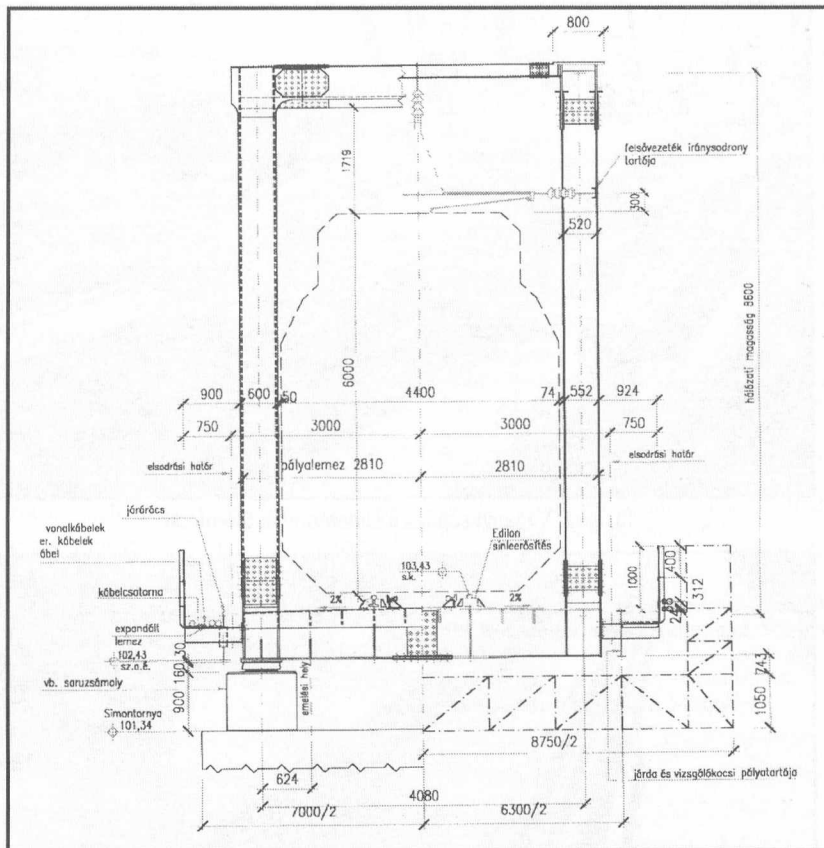 800
felsővezeték iránysodrony
tartója
1719
300
520
hálózati magasság 8600
6000
900
600
50
4400
74
552
924
750
3000
3000
750
elsodrási határ
elsodrási határ
pályalemez 2810
2810
járórács
vonalkábelek
er. kábelek
ábel
Edilon
sínleerősítés
103,43
s.k.
1000
400
312
kábelcsatorna
2%
2%
expandált
lemez
102,43
sz.a.é.
30
160
900
vb. saruzsámoly
emelési hely
743
1050
Simontornya
101,34
8750/2
624
járda és vizsgálókocsi pályatartója
4080
7000/2
6300/2